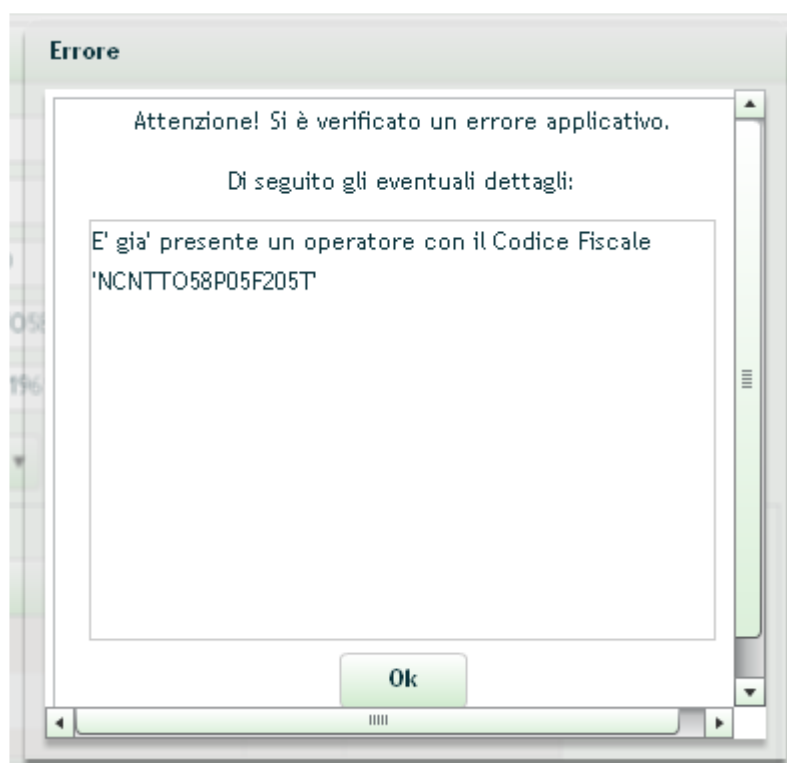 Errore
Attenzione! Si è verificato un errore applicativo.
Di seguito gli eventuali dettagli:
E' gia' presente un operatore con il Codice Fiscale
'NCNTTO58P05F205T'
Ok